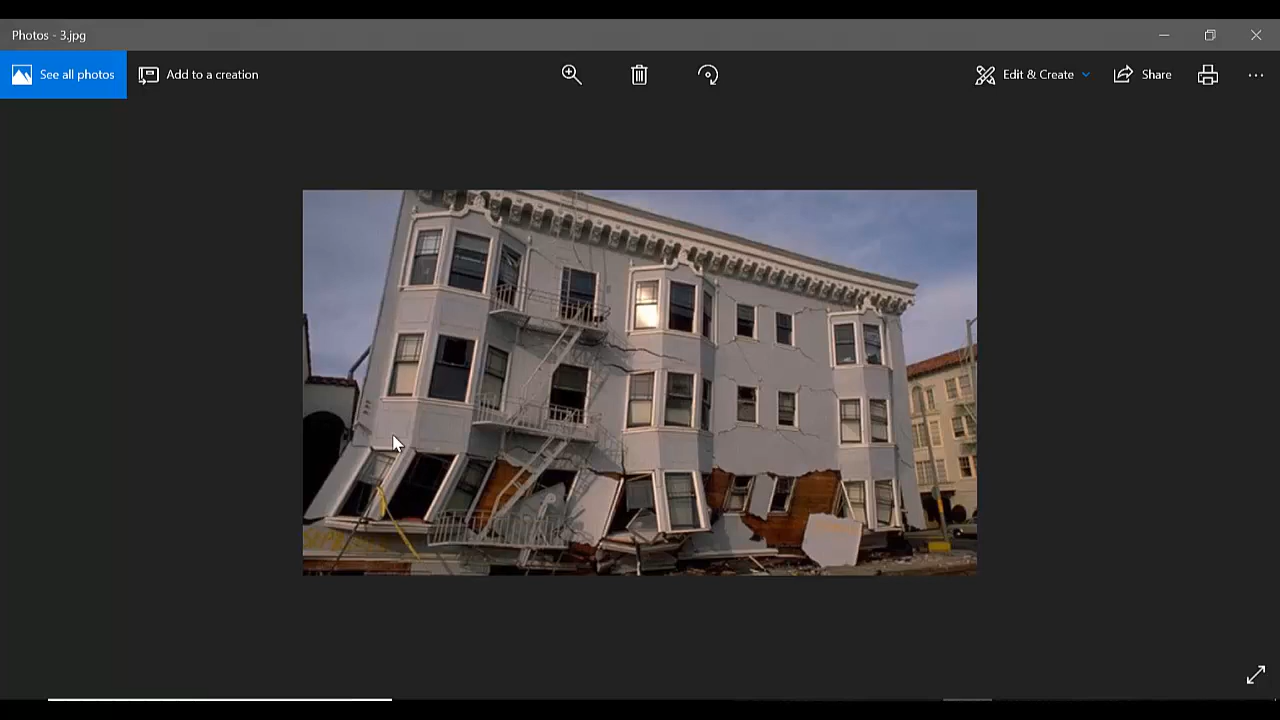 Photos - 3.jpg
See all photos
Add to a creation
Edit & Create
Share